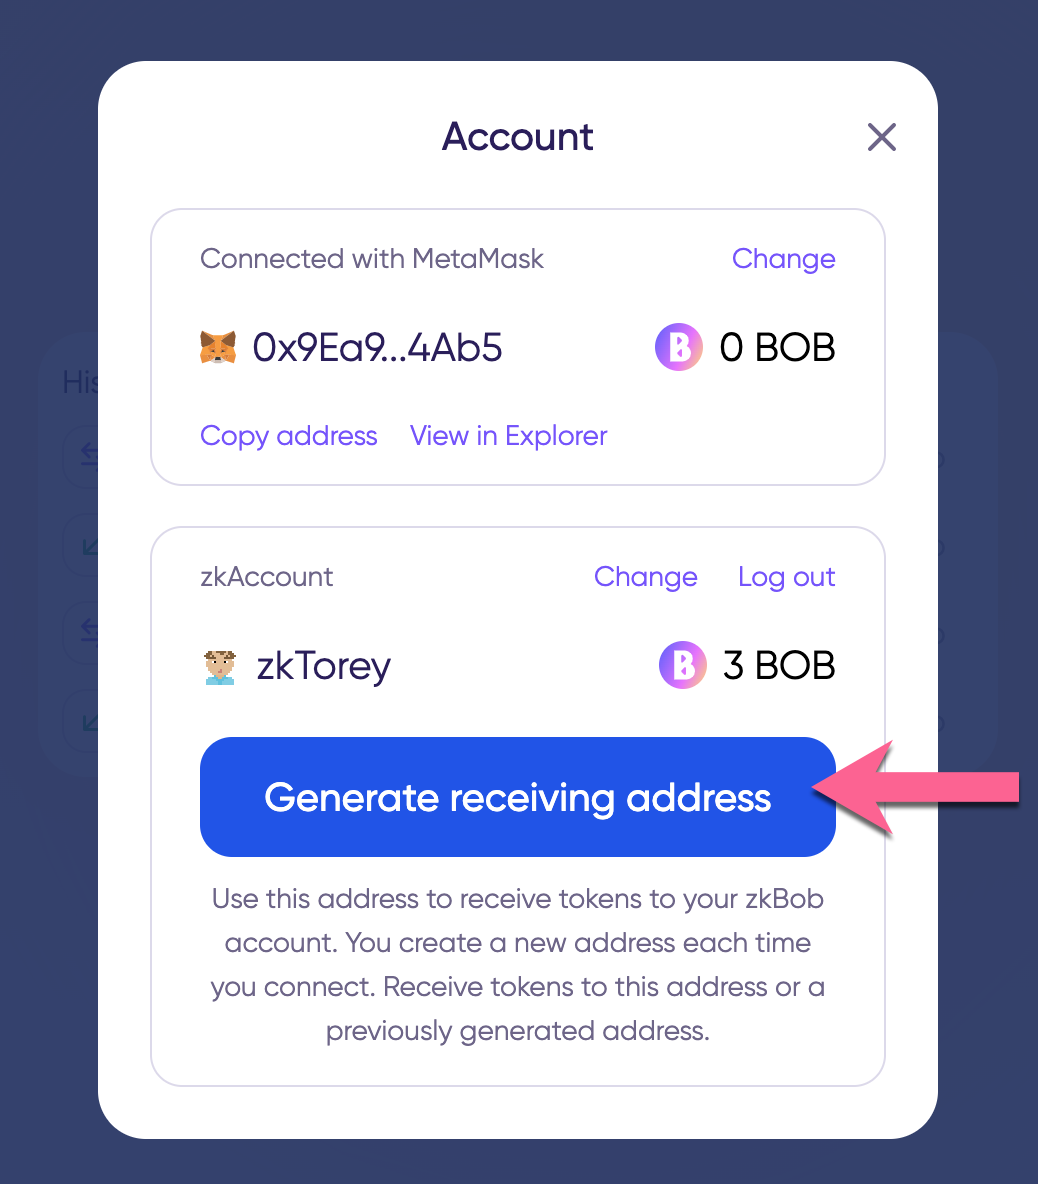 Account
Connected with MetaMask Change
0x9Ea9...4Ab5 B 0 BOB
His
Copy address View in Explorer
zkAccount Change Log out
zkTorey B 3 BOB
Generate receiving address
Use this address to receive tokens to your zkBob
account. You create a new address each time
you connect. Receive tokens to this address or a
previously generated address.